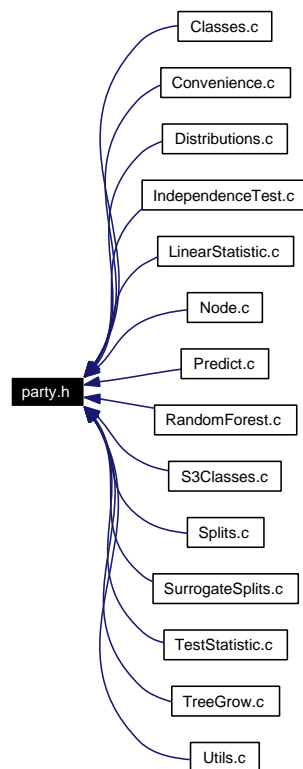 Classes.c
Convenience.c
Distributions.c
IndependenceTest.c
LinearStatistic.c
Node.c
Predict.c
party.h
RandomForest.c
S3Classes.c
Splits.c
SurrogateSplits.c
TestStatistic.c
TreeGrow.c
Utils.c